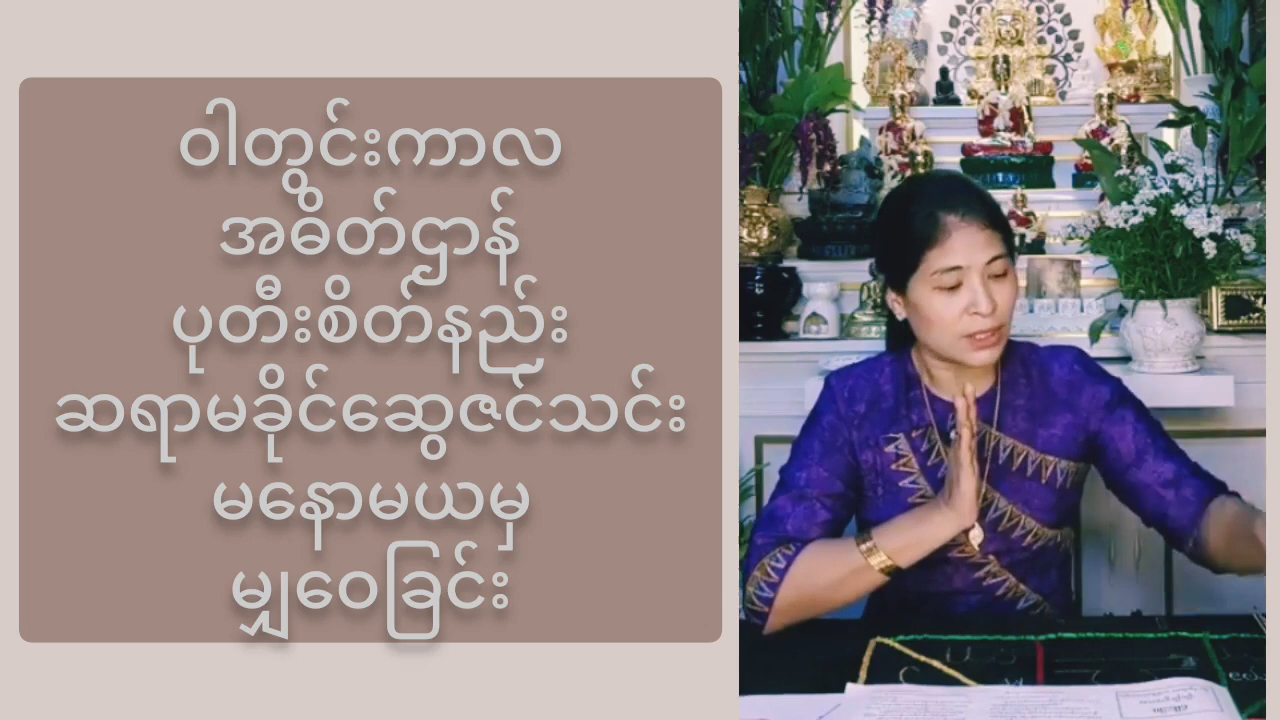 ဝါတွင်းကာလ
အဓိတ်ဌာန်
ပုတီးစိတ်နည်း
ဆရာမခိုင်ဆွေဇင်သင်း
မနောမယမှ
မျှဝေခြင်း